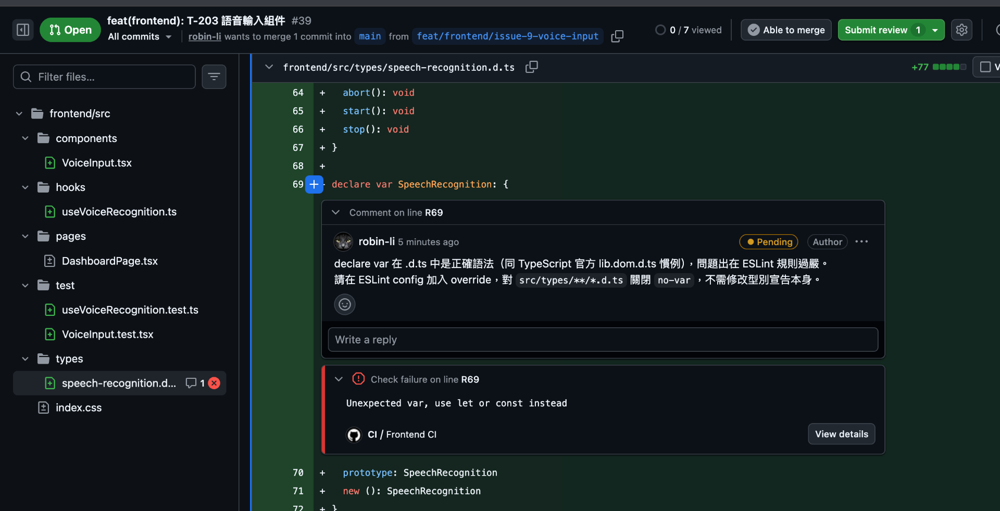 Open
feat(frontend): T-203 語音輸入組件 #39
All commits
robin-li wants to merge 1 commit into main from feat/frontend/issue-9-voice-input
0 / 7 viewed
Able to merge
Submit review 1
Filter files...
frontend/src
components
VoiceInput.tsx
hooks
useVoiceRecognition.ts
pages
DashboardPage.tsx
test
useVoiceRecognition.test.ts
VoiceInput.test.tsx
types
speech-recognition.d... 1
index.css
frontend/src/types/speech-recognition.d.ts
+77
V
64 + abort(): void
65 + start(): void
66 + stop(): void
67 + }
68 +
69 declare var SpeechRecognition: {
Comment on line R69
robin-li 5 minutes ago
Pending
Author
declare var 在 .d.ts 中是正確語法（同 TypeScript 官方 lib.dom.d.ts 慣例），問題出在 ESLint 規則過嚴。
請在 ESLint config 加入 override，對 src/types/**/*.d.ts 關閉 no-var，不需修改型別宣告本身。
Write a reply
Check failure on line R69
Unexpected var, use let or const instead
CI / Frontend CI
View details
70 + prototype: SpeechRecognition
71 + new (): SpeechRecognition
72 + }